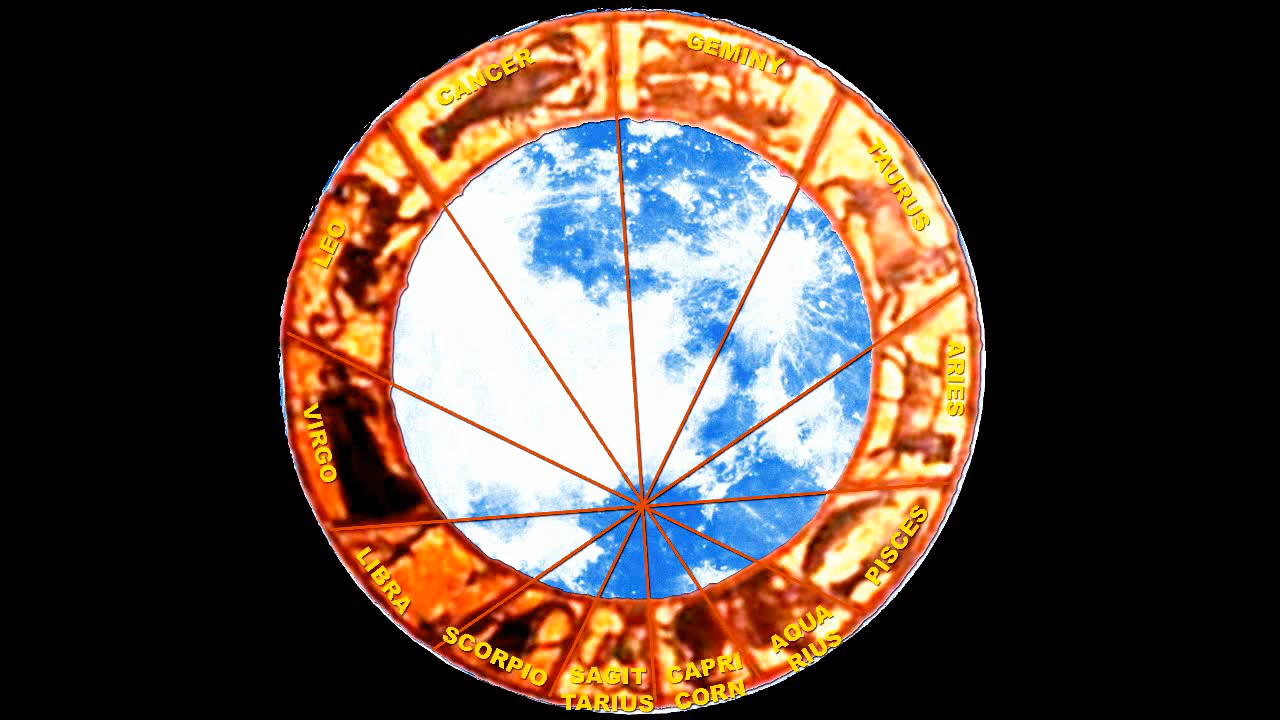 CANCER
GEMINY
TAURUS
ARIES
PISCES
AQUA
RIUS
CAPRI
CORN
SAGIT
TARIUS
SCORPIO
LIBRA
VIRGO
LEO